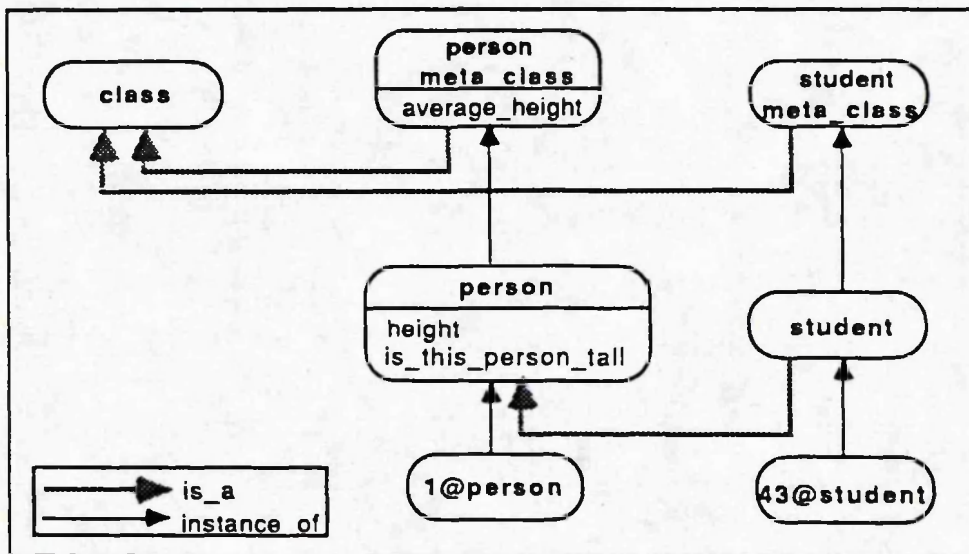 class
person
meta_class
average_height
student
meta_class
person
height
is_this_person_tall
student
1@person
43@student
is_a
instance_of